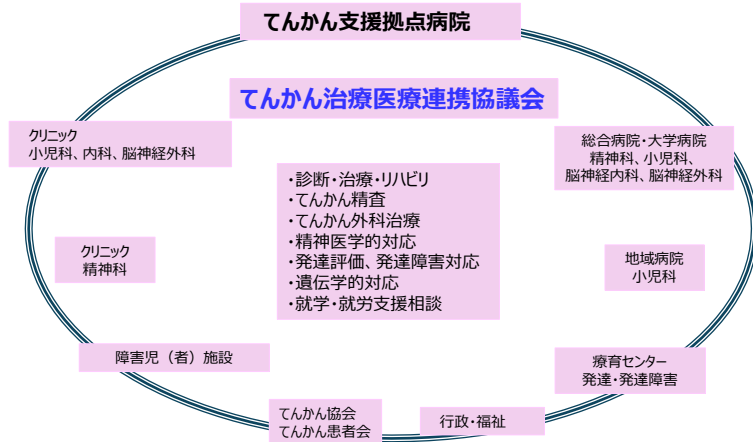 てんかん支援拠点病院
てんかん治療医療連携協議会
クリニック
小児科、内科、脳神経外科
総合病院・大学病院
精神科、小児科、
脳神経内科、脳神経外科
・診断・治療・リハビリ
・てんかん精査
・てんかん外科治療
・精神医学的対応
・発達評価、発達障害対応
・遺伝学的対応
・就学・就労支援相談
クリニック
精神科
地域病院
小児科
障害児（者）施設
療育センター
発達・発達障害
てんかん協会
てんかん患者会
行政・福祉